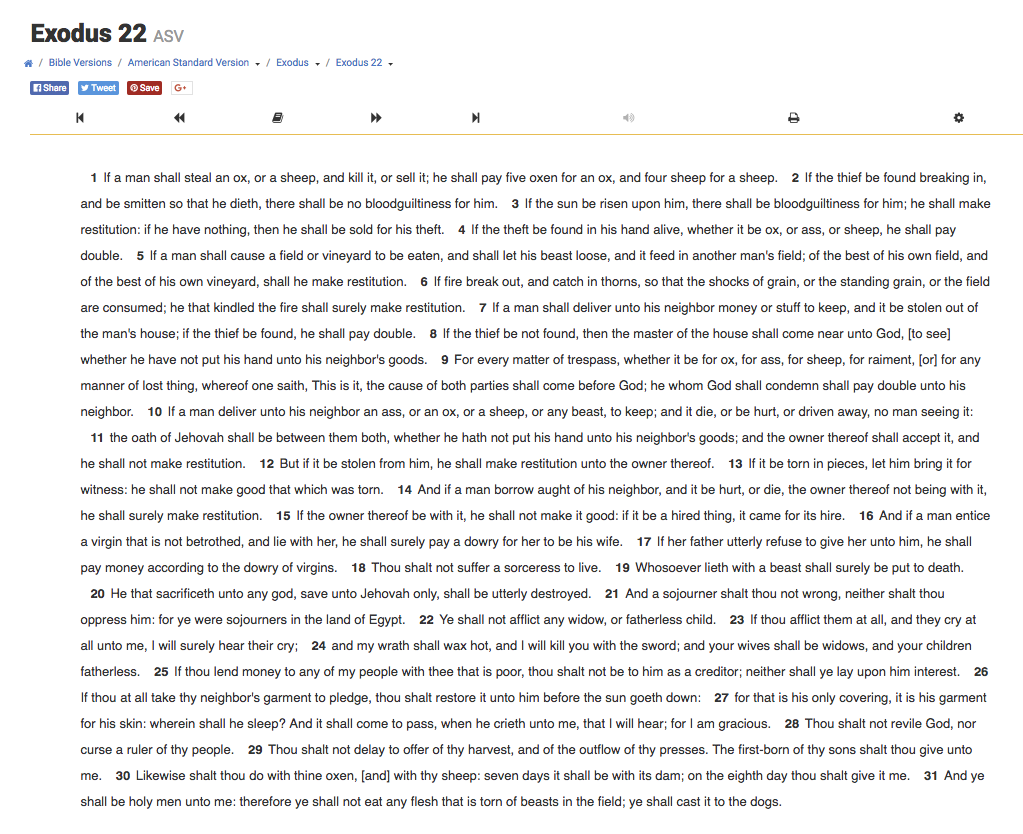 Exodus 22 ASV
/ Bible Versions / American Standard Version / Exodus / Exodus 22
Share Tweet Save G+
1 If a man shall steal an ox, or a sheep, and kill it, or sell it; he shall pay five oxen for an ox, and four sheep for a sheep. 2 If the thief be found breaking in,
and be smitten so that he dieth, there shall be no bloodguiltiness for him. 3 If the sun be risen upon him, there shall be bloodguiltiness for him; he shall make
restitution: if he have nothing, then he shall be sold for his theft. 4 If the theft be found in his hand alive, whether it be ox, or ass, or sheep, he shall pay
double. 5 If a man shall cause a field or vineyard to be eaten, and shall let his beast loose, and it feed in another man's field; of the best of his own field, and
of the best of his own vineyard, shall he make restitution. 6 If fire break out, and catch in thorns, so that the shocks of grain, or the standing grain, or the field
are consumed; he that kindled the fire shall surely make restitution. 7 If a man shall deliver unto his neighbor money or stuff to keep, and it be stolen out of
the man's house; if the thief be found, he shall pay double. 8 If the thief be not found, then the master of the house shall come near unto God, [to see]
whether he have not put his hand unto his neighbor's goods. 9 For every matter of trespass, whether it be for ox, for ass, for sheep, for raiment, [or] for any
manner of lost thing, whereof one saith, This is it, the cause of both parties shall come before God; he whom God shall condemn shall pay double unto his
neighbor. 10 If a man deliver unto his neighbor an ass, or an ox, or a sheep, or any beast, to keep; and it die, or be hurt, or driven away, no man seeing it:
11 the oath of Jehovah shall be between them both, whether he hath not put his hand unto his neighbor's goods; and the owner thereof shall accept it, and
he shall not make restitution. 12 But if it be stolen from him, he shall make restitution unto the owner thereof. 13 If it be torn in pieces, let him bring it for
witness: he shall not make good that which was torn. 14 And if a man borrow aught of his neighbor, and it be hurt, or die, the owner thereof not being with it,
he shall surely make restitution. 15 If the owner thereof be with it, he shall not make it good: if it be a hired thing, it came for its hire. 16 And if a man entice
a virgin that is not betrothed, and lie with her, he shall surely pay a dowry for her to be his wife. 17 If her father utterly refuse to give her unto him, he shall
pay money according to the dowry of virgins. 18 Thou shalt not suffer a sorceress to live. 19 Whosoever lieth with a beast shall surely be put to death.
20 He that sacrificeth unto any god, save unto Jehovah only, shall be utterly destroyed. 21 And a sojourner shalt thou not wrong, neither shalt thou
oppress him: for ye were sojourners in the land of Egypt. 22 Ye shall not afflict any widow, or fatherless child. 23 If thou afflict them at all, and they cry at
all unto me, I will surely hear their cry; 24 and my wrath shall wax hot, and I will kill you with the sword; and your wives shall be widows, and your children
fatherless. 25 If thou lend money to any of my people with thee that is poor, thou shalt not be to him as a creditor; neither shall ye lay upon him interest. 26
If thou at all take thy neighbor's garment to pledge, thou shalt restore it unto him before the sun goeth down: 27 for that is his only covering, it is his garment
for his skin: wherein shall he sleep? And it shall come to pass, when he crieth unto me, that I will hear; for I am gracious. 28 Thou shalt not revile God, nor
curse a ruler of thy people. 29 Thou shalt not delay to offer of thy harvest, and of the outflow of thy presses. The first-born of thy sons shalt thou give unto
me. 30 Likewise shalt thou do with thine oxen, [and] with thy sheep: seven days it shall be with its dam; on the eighth day thou shalt give it me. 31 And ye
shall be holy men unto me: therefore ye shall not eat any flesh that is torn of beasts in the field; ye shall cast it to the dogs.